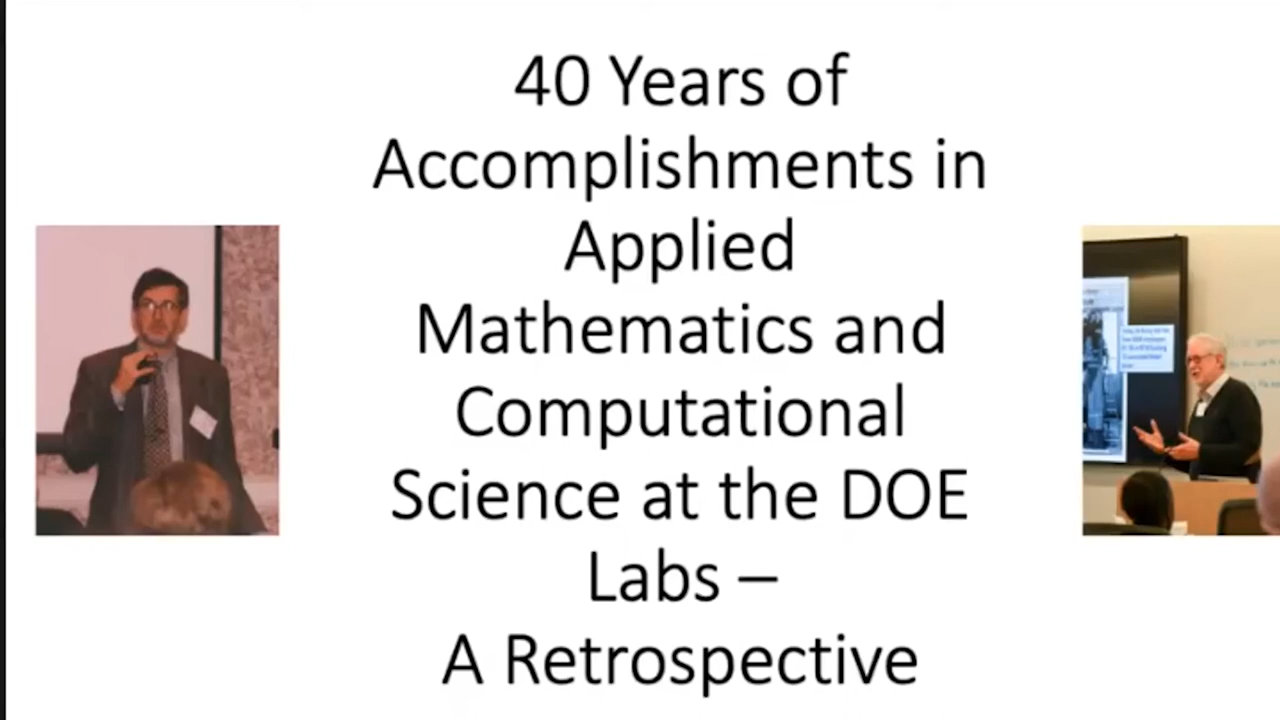 40 Years of
Accomplishments in
Applied
Mathematics and
Computational
Science at the DOE
Labs –
A Retrospective